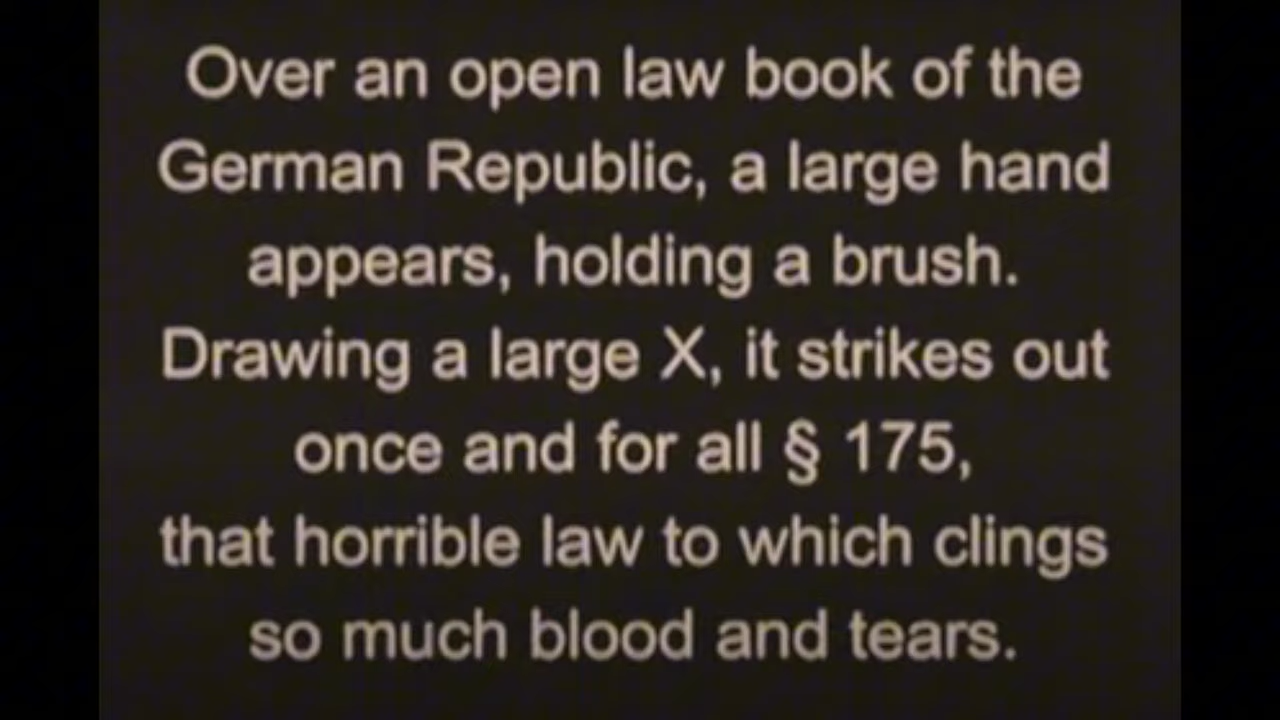 Over an open law book of the
German Republic, a large hand
appears, holding a brush.
Drawing a large X, it strikes out
once and for all § 175,
that horrible law to which clings
so much blood and tears.